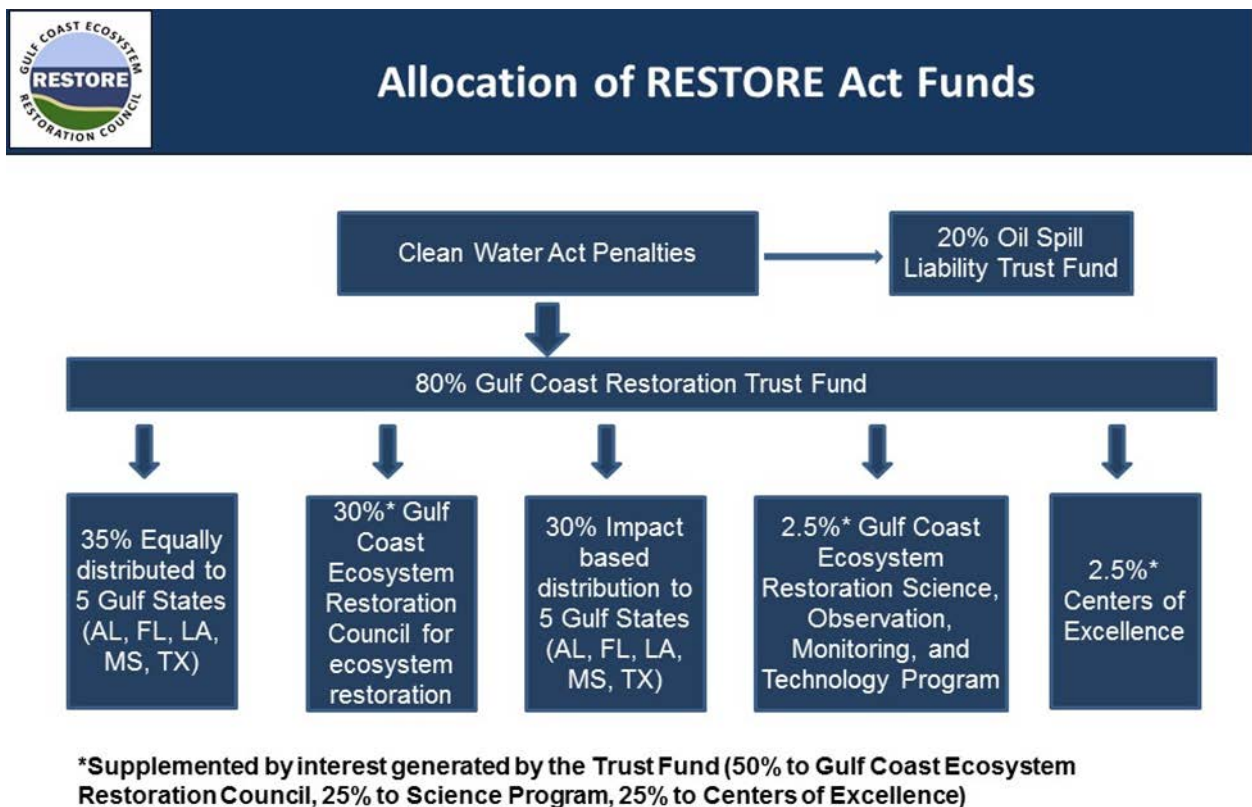 GULF COAST ECOSYSTEM
RESTORE
RESTORATION COUNCIL
Allocation of RESTORE Act Funds
Clean Water Act Penalties
20% Oil Spill
Liability Trust Fund
80% Gulf Coast Restoration Trust Fund
35% Equally
distributed to
5 Gulf States
(AL, FL, LA,
MS, TX)
30%* Gulf
Coast
Ecosystem
Restoration
Council for
ecosystem
restoration
30% Impact
based
distribution to
5 Gulf States
(AL, FL, LA,
MS, TX)
2.5%* Gulf Coast
Ecosystem
Restoration Science,
Observation,
Monitoring, and
Technology Program
2.5%*
Centers of
Excellence
*Supplemented by interest generated by the Trust Fund (50% to Gulf Coast Ecosystem
Restoration Council, 25% to Science Program, 25% to Centers of Excellence)